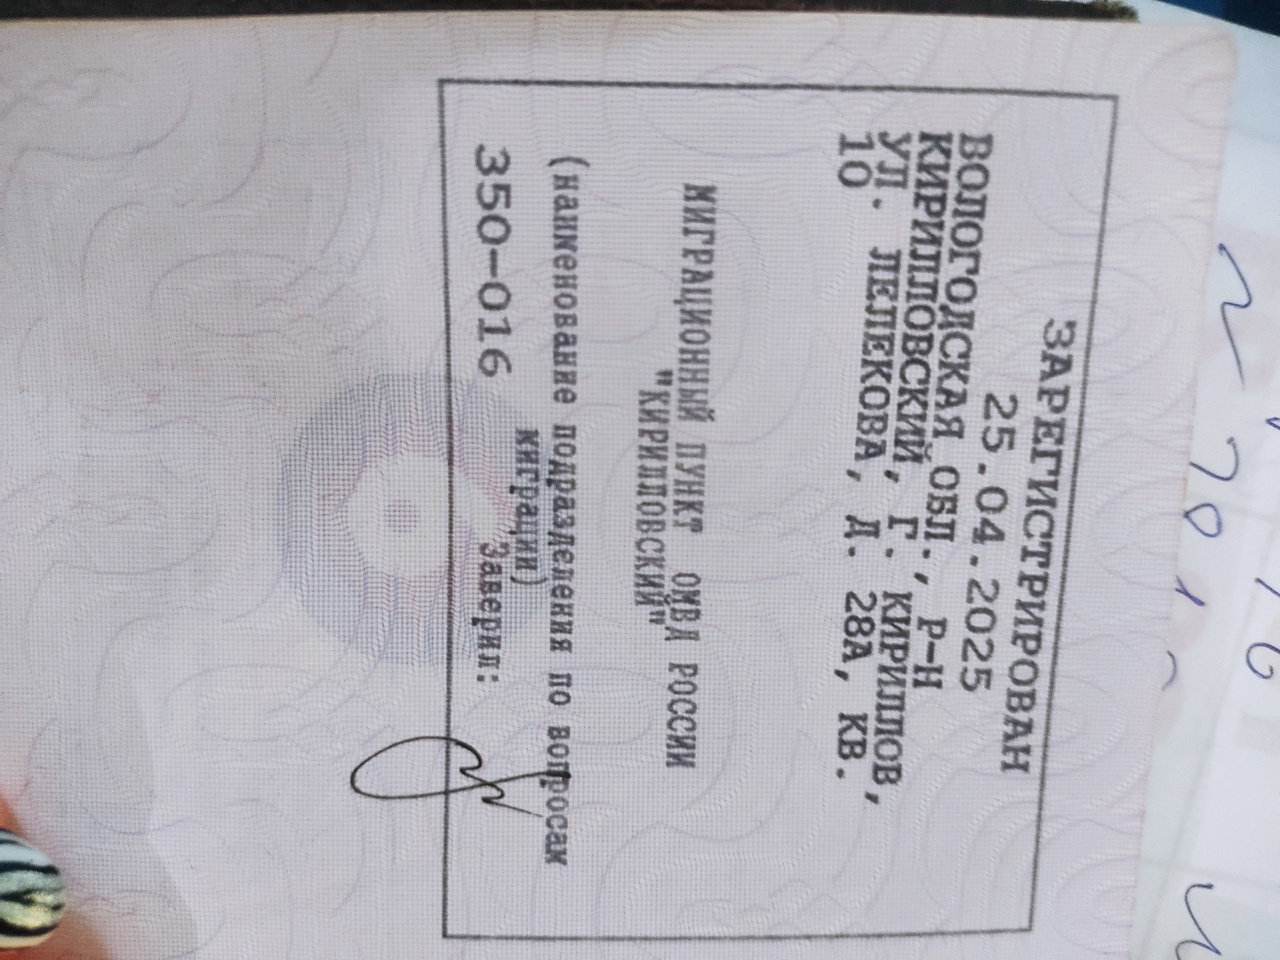 ЗАРЕГИСТРИРОВАН
25.04.2025
ВОЛОГОДСКАЯ ОБЛ., Р-Н
КИРИЛЛОВСКИЙ, Г. КИРИЛЛОВ,
УЛ. ПЕЛЕКОВА, Д. 28А, КВ.
10
МИГРАЦИОННЫЙ ПУНКТ ОМВД РОССИИ
"КИРИЛЛОВСКИЙ"
(наименование подразделения по вопросам
миграции)
350-016 Заверил: